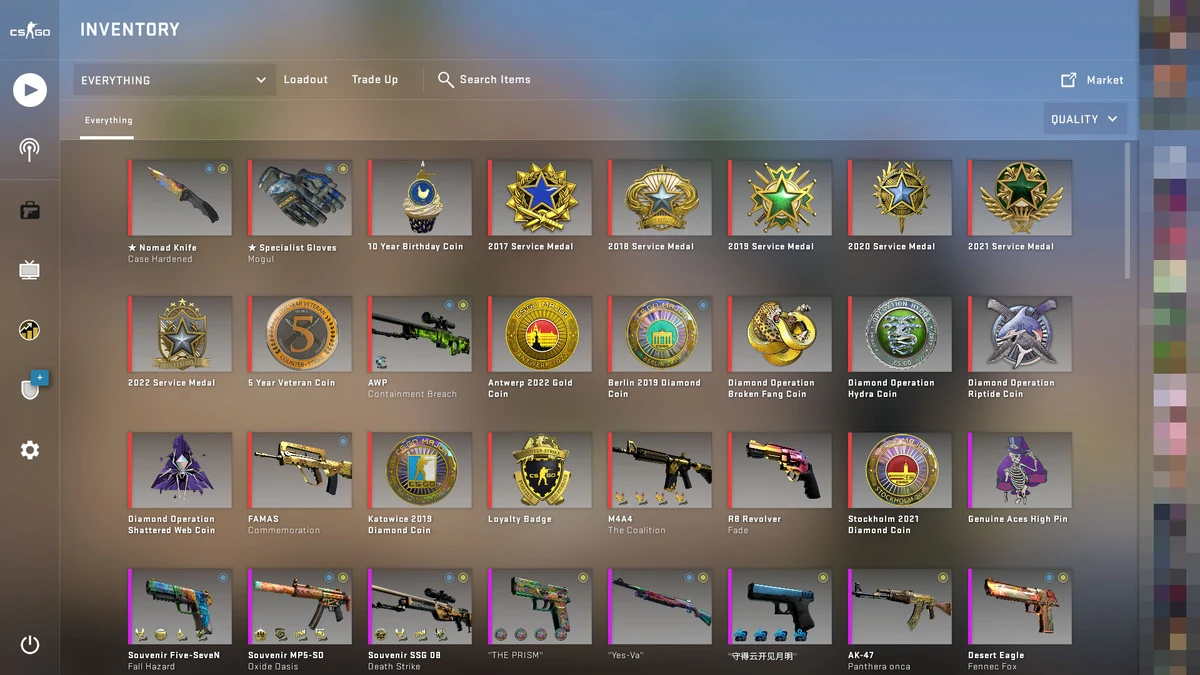 CS GO
INVENTORY
EVERYTHING
Loadout
Trade Up
Search Items
Market
Everything
QUALITY
★ Nomad Knife
Case Hardened
★ Specialist Gloves
Mogul
10 Year Birthday Coin
2017 Service Medal
2018 Service Medal
2019 Service Medal
2020 Service Medal
2021 Service Medal
2022 Service Medal
5 Year Veteran Coin
AWP
Containment Breach
Antwerp 2022 Gold
Coin
Berlin 2019 Diamond
Coin
Diamond Operation
Broken Fang Coin
Diamond Operation
Hydra Coin
Diamond Operation
Riptide Coin
Diamond Operation
Shattered Web Coin
FAMAS
Commemoration
Katowice 2019
Diamond Coin
Loyalty Badge
M4A4
The Coalition
R8 Revolver
Fade
Stockholm 2021
Diamond Coin
Genuine Aces High Pin
Souvenir Five-SeveN
Fall Hazard
Souvenir MP5-SD
Oxide Oasis
Souvenir SSG 08
Death Strike
"THE PRISM"
"Yes-Va"
"守得云开见月明"
AK-47
Panthera onca
Desert Eagle
Fennec Fox